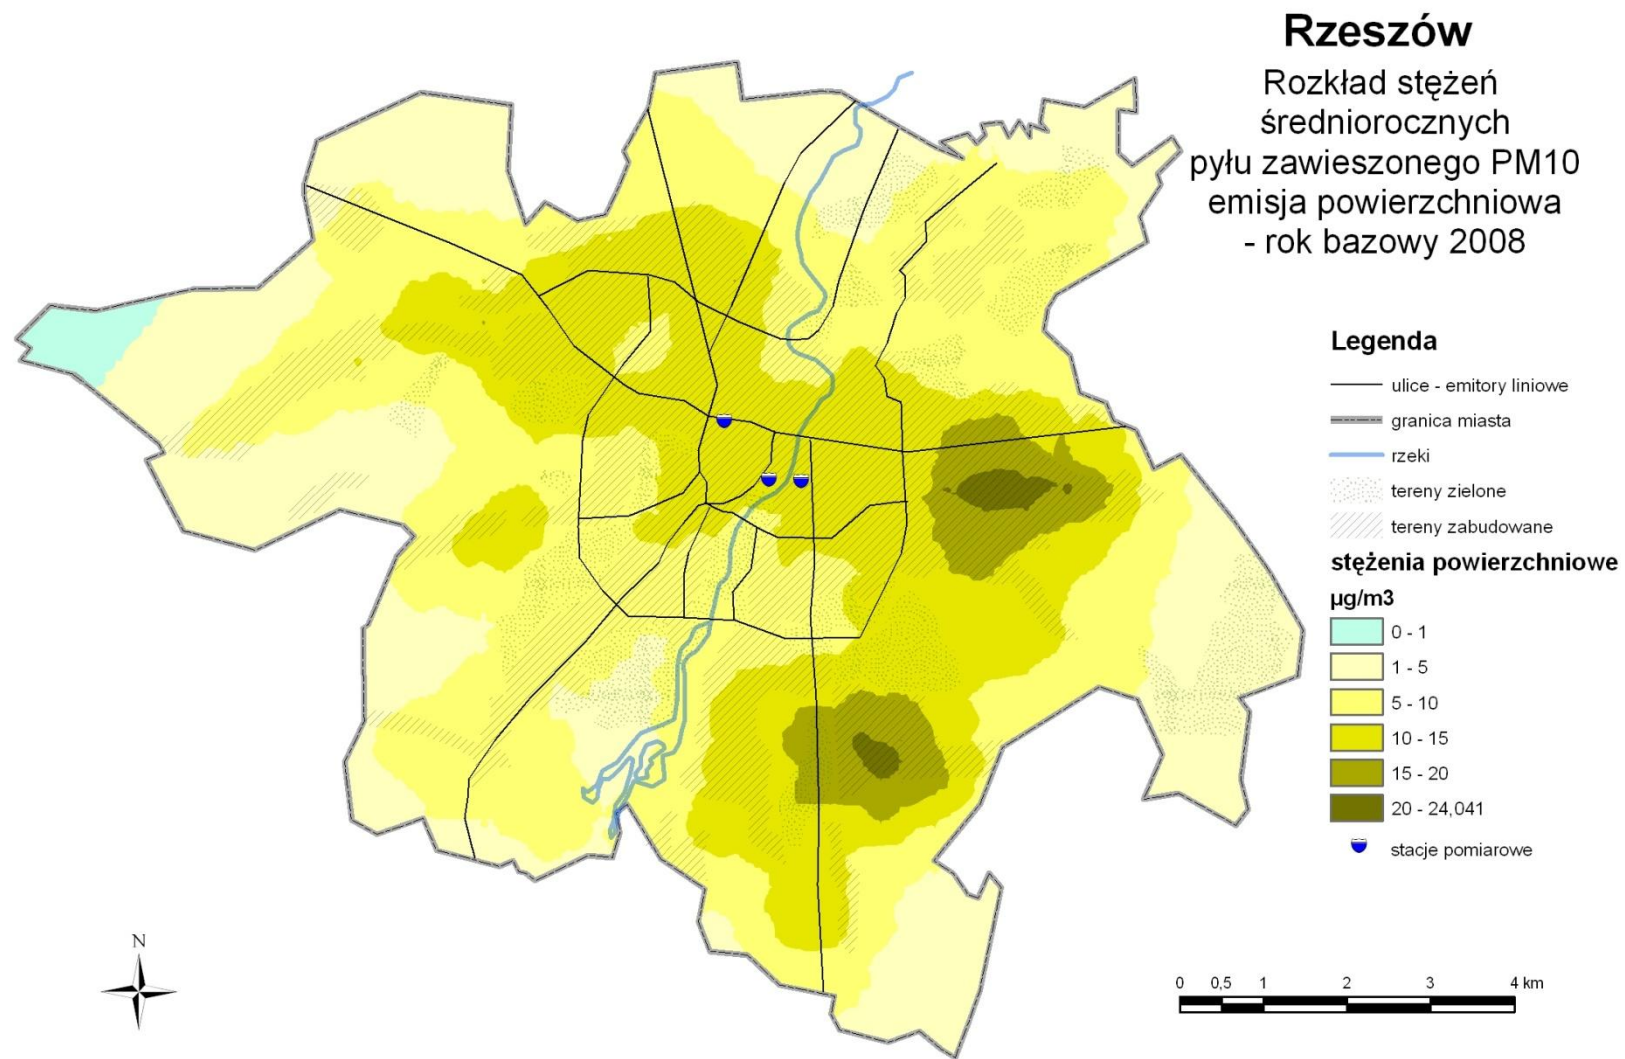 Rzeszów
Rozkład stężeń
średniorocznych
pyłu zawieszonego PM10
emisja powierzchniowa
- rok bazowy 2008
Legenda
ulice - emitory liniowe
granica miasta
rzeki
tereny zielone
tereny zabudowane
stężenia powierzchniowe
µg/m3
0 - 1
1 - 5
5 - 10
10 - 15
15 - 20
20 - 24,041
stacje pomiarowe
N
0 0,5 1 2 3 4 km